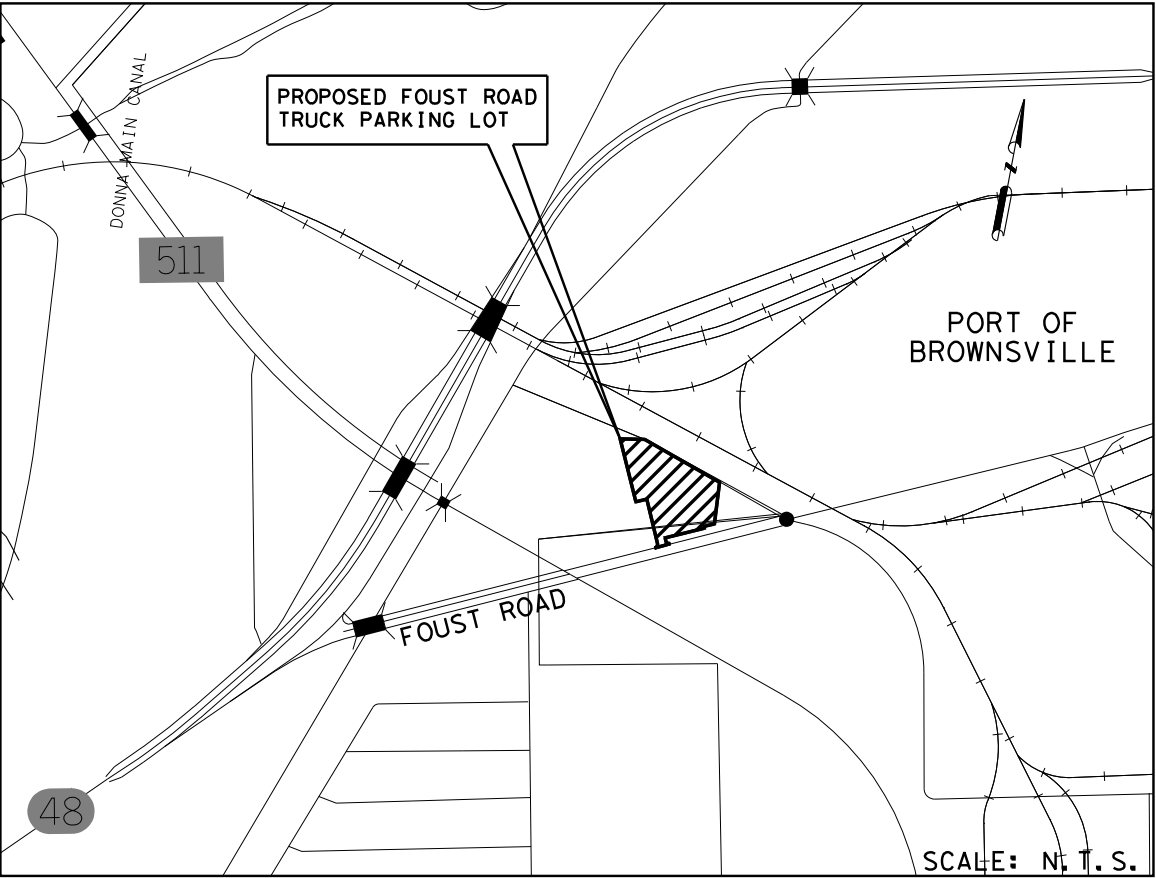 DONNA MAIN CANAL
PROPOSED FOUST ROAD
TRUCK PARKING LOT
N
511
PORT OF
BROWNSVILLE
FOUST ROAD
48
SCALE: N.T.S.